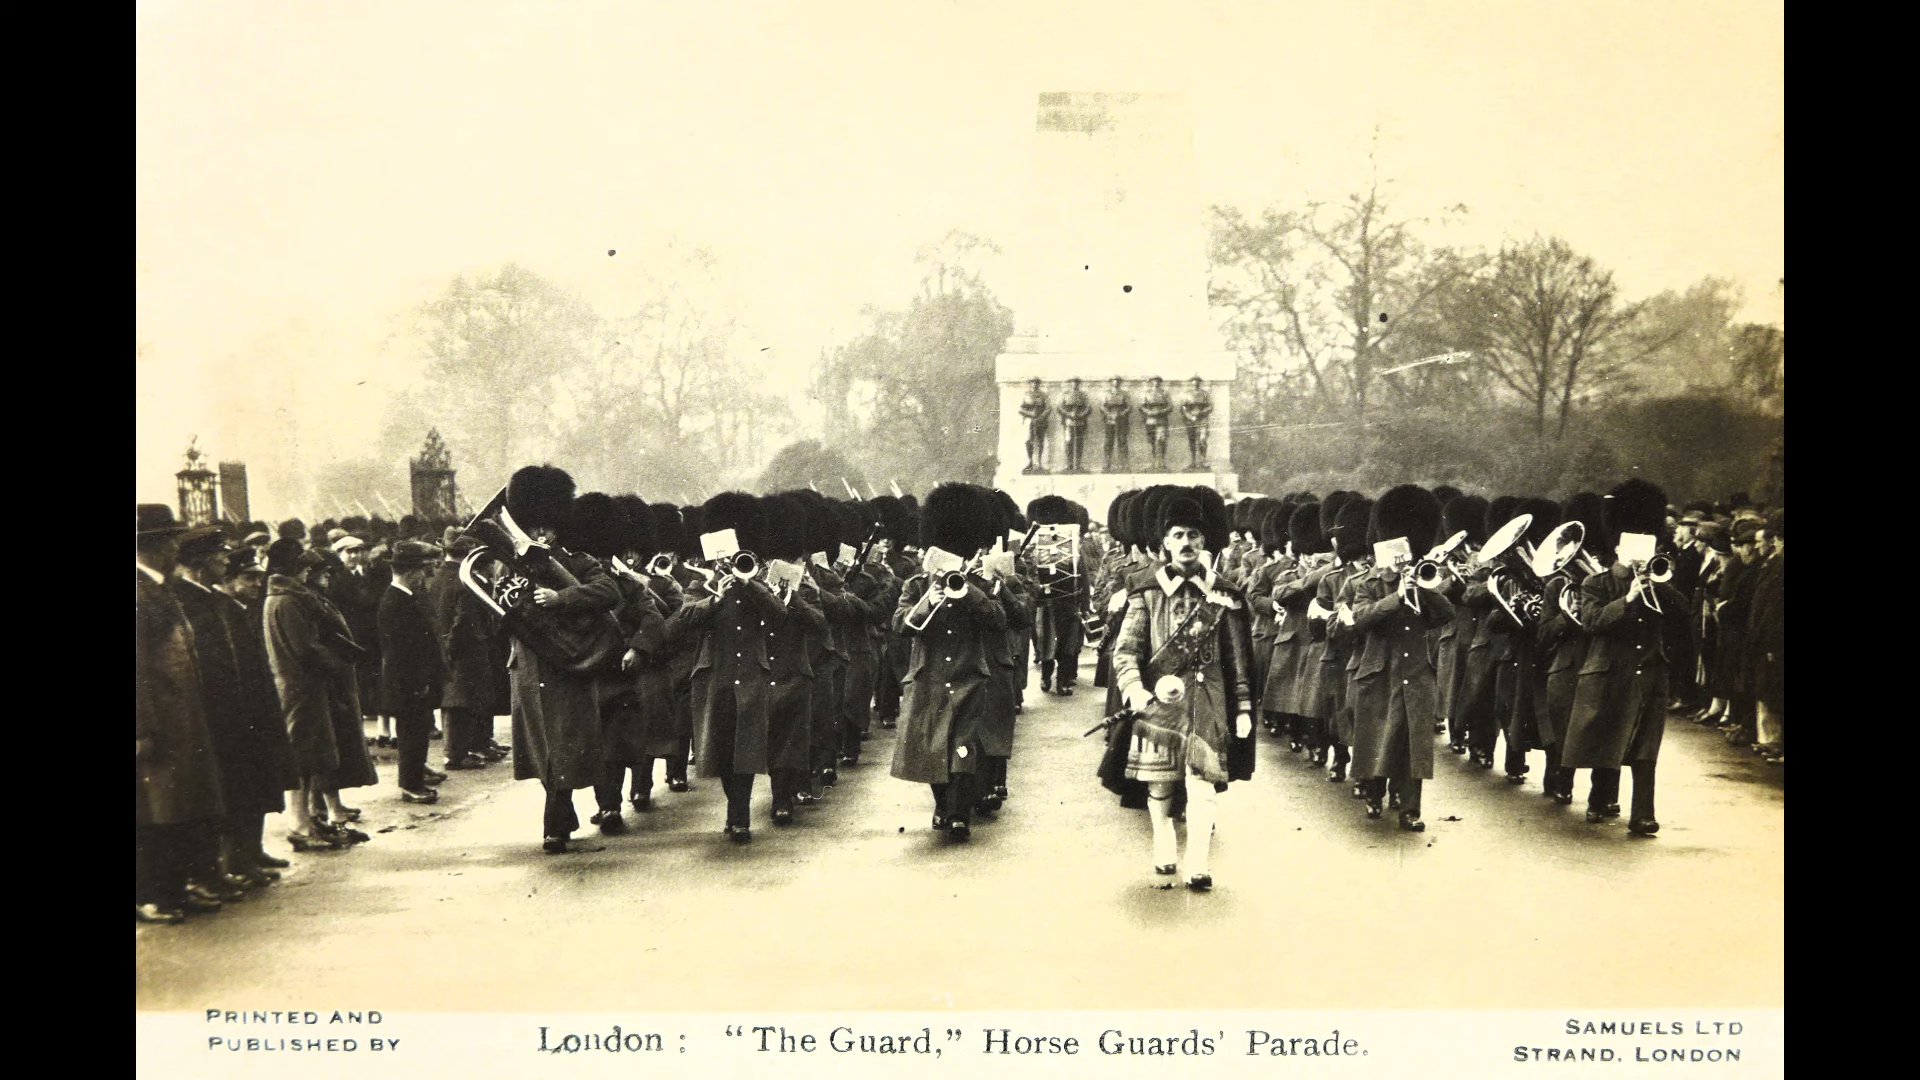 PRINTED AND
PUBLISHED BY
London : "The Guard," Horse Guards' Parade.
SAMUELS LTD
STRAND, LONDON